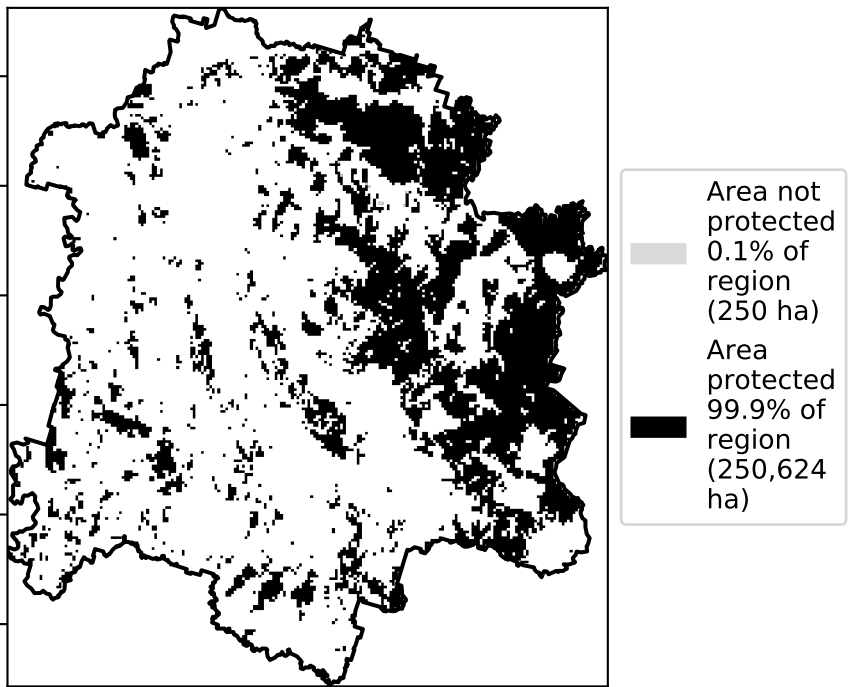 Area not
protected
0.1% of
region
(250 ha)
Area
protected
99.9% of
region
(250,624
ha)